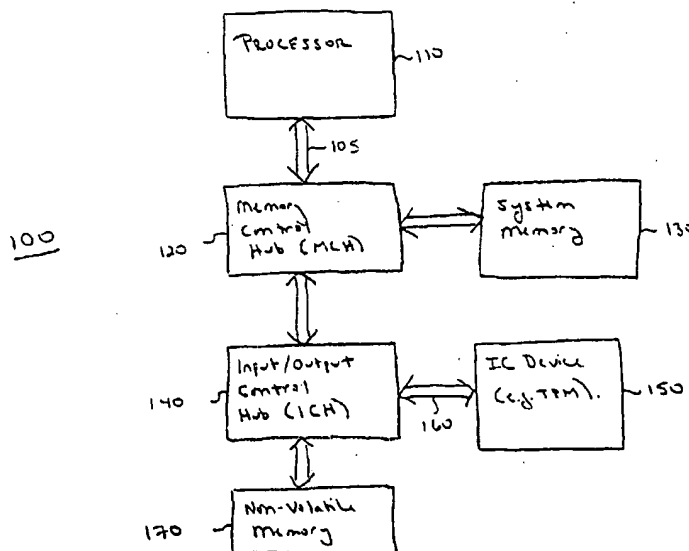 PROCESSOR
110
105
Memory
Control
Hub (MCH)
120
System
Memory
130
100
Input/Output
Control
Hub (ICH)
140
IC Device
(e.g. TPM).
150
160
Non-Volatile
Memory
170